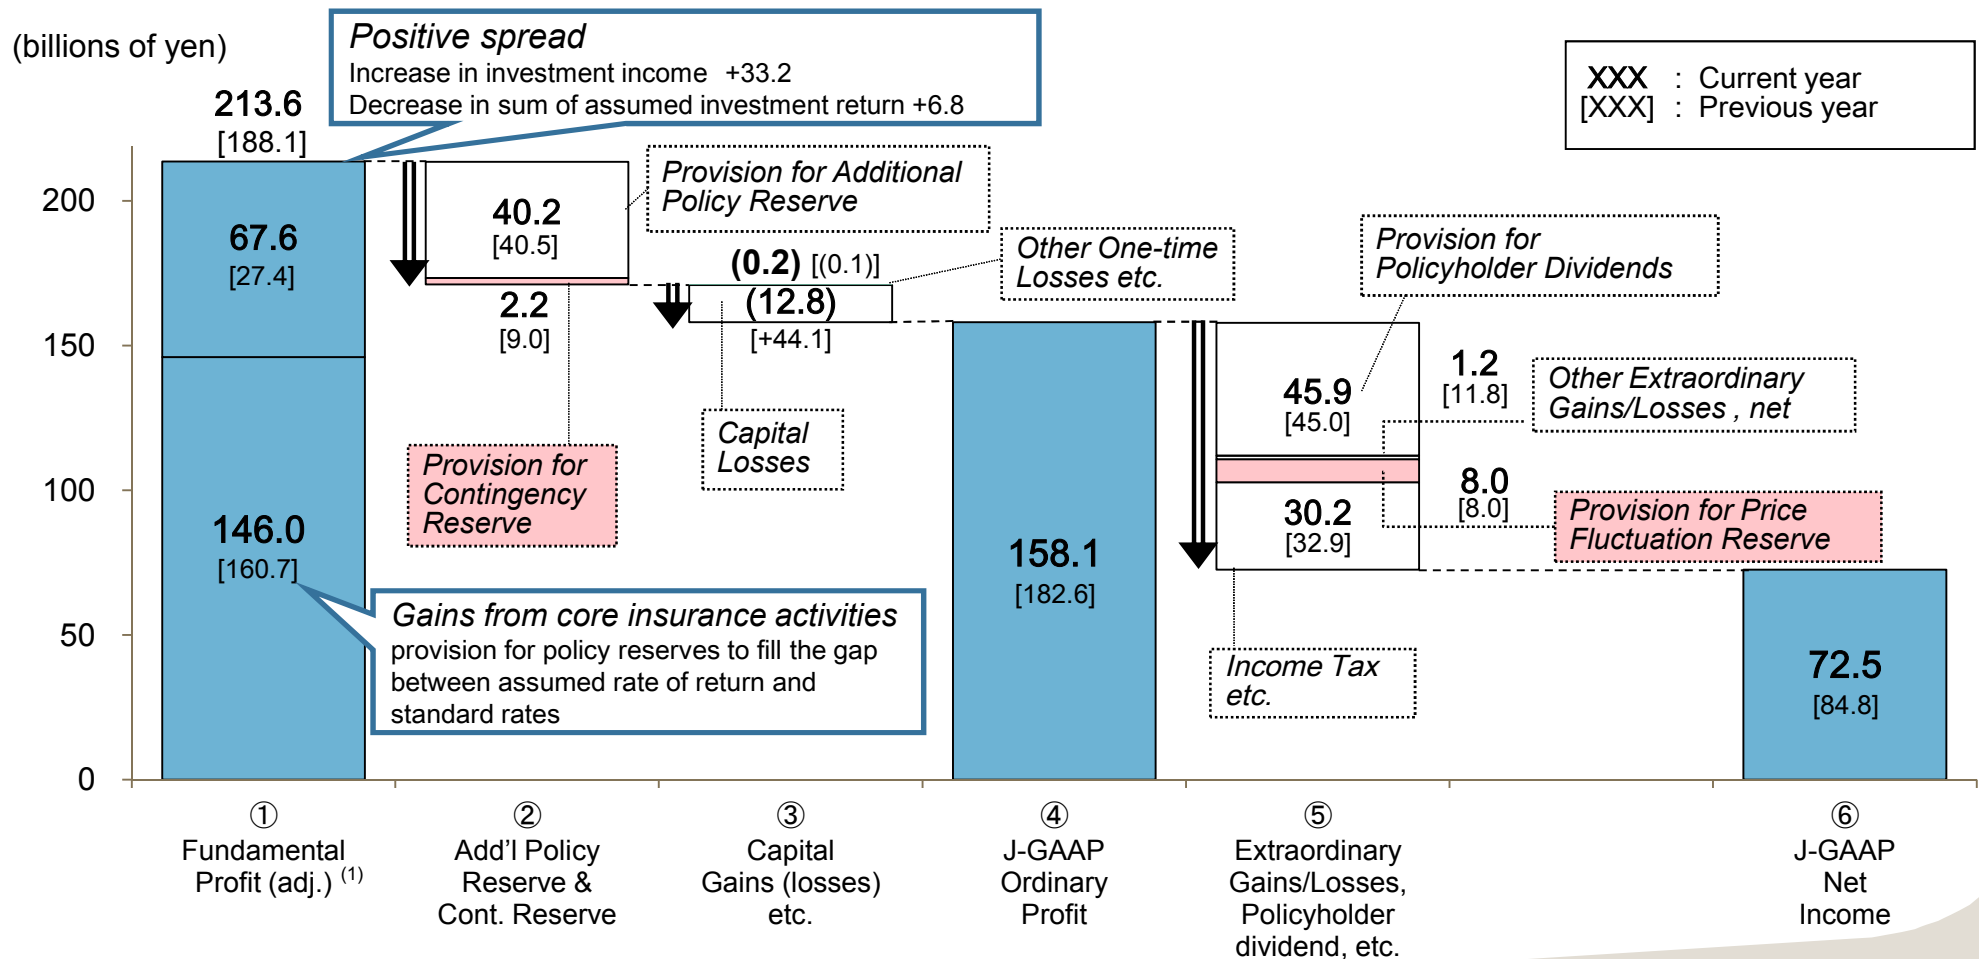 (billions of yen)
Positive spread
Increase in investment income +33.2
Decrease in sum of assumed investment return +6.8
XXX : Current year
[XXX] : Previous year
213.6
[188.1]
200
150
100
50
0
67.6
[27.4]
146.0
[160.7]
Gains from core insurance activities
provision for policy reserves to fill the gap
between assumed rate of return and
standard rates
40.2
[40.5]
2.2
[9.0]
Provision for Additional
Policy Reserve
Provision for
Contingency
Reserve
(0.2) [(0.1)]
(12.8)
[+44.1]
Other One-time
Losses etc.
Capital
Losses
158.1
[182.6]
Provision for
Policyholder Dividends
45.9
[45.0]
1.2
[11.8]
Other Extraordinary
Gains/Losses , net
8.0
[8.0]
Provision for Price
Fluctuation Reserve
30.2
[32.9]
Income Tax
etc.
72.5
[84.8]
①
Fundamental
Profit (adj.) (1)
②
Add'l Policy
Reserve &
Cont. Reserve
③
Capital
Gains (losses)
etc.
④
J-GAAP
Ordinary
Profit
⑤
Extraordinary
Gains/Losses,
Policyholder
dividend, etc.
⑥
J-GAAP
Net
Income